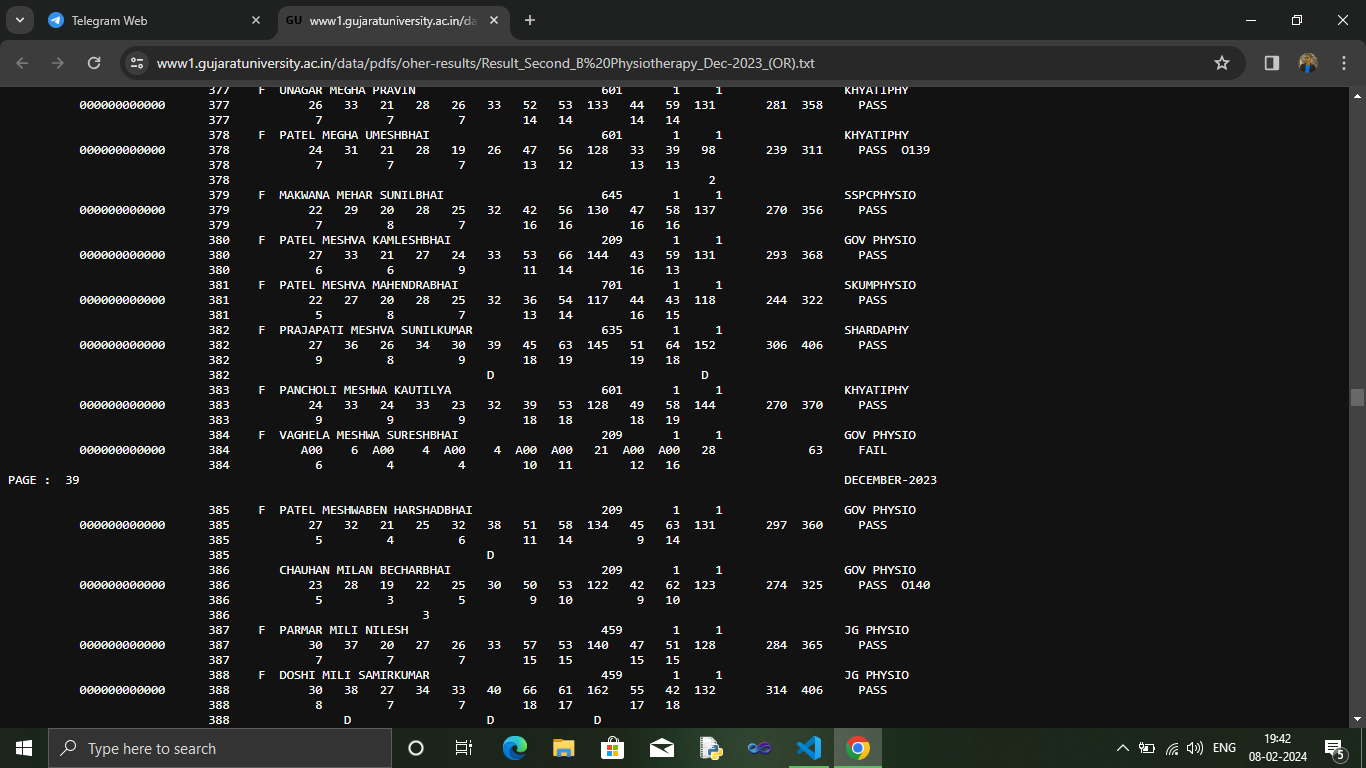 Telegram Web
GU www1.gujaratuniversity.ac.in/da
www1.gujaratuniversity.ac.in/data/pdfs/oher-results/Result_Second_B%20Physiotherapy_Dec-2023_(OR).txt
377 F UNAGAR MEGHA PRAVIN 601 1 1 KHYATIPHY
000000000000 377 26 33 21 28 26 33 52 53 133 44 59 131 281 358 PASS
377 7 7 7 14 14 14 14
378 F PATEL MEGHA UMESHBHAI 601 1 1 KHYATIPHY
000000000000 378 24 31 21 28 19 26 47 56 128 33 39 98 239 311 PASS O139
378 7 7 7 13 12 13 13
378 2
379 F MAKWANA MEHAR SUNILBHAI 645 1 1 SSPCPHYSIO
000000000000 379 22 29 20 28 25 32 42 56 130 47 58 137 270 356 PASS
379 7 8 7 16 16 16 16
380 F PATEL MESHVA KAMLESHBHAI 209 1 1 GOV PHYSIO
000000000000 380 27 33 21 27 24 33 53 66 144 43 59 131 293 368 PASS
380 6 6 9 11 14 16 13
381 F PATEL MESHVA MAHENDRABHAI 701 1 1 SKUMPHYSIO
000000000000 381 22 27 20 28 25 32 36 54 117 44 43 118 244 322 PASS
381 5 8 7 13 14 16 15
382 F PRAJAPATI MESHVA SUNILKUMAR 635 1 1 SHARDAPHY
000000000000 382 27 36 26 34 30 39 45 63 145 51 64 152 306 406 PASS
382 9 8 9 18 19 19 18
382 D D
383 F PANCHOLI MESHWA KAUTILYA 601 1 1 KHYATIPHY
000000000000 383 24 33 24 33 23 32 39 53 128 49 58 144 270 370 PASS
383 9 9 9 18 18 18 19
384 F VAGHELA MESHWA SURESHBHAI 209 1 1 GOV PHYSIO
000000000000 384 A00 6 A00 4 A00 4 A00 A00 21 A00 A00 28 63 FAIL
384 6 4 4 10 11 12 16
PAGE : 39 DECEMBER-2023
385 F PATEL MESHWABEN HARSHADBHAI 209 1 1 GOV PHYSIO
000000000000 385 27 32 21 25 32 38 51 58 134 45 63 131 297 360 PASS
385 5 4 6 11 14 9 14
385 D
386 CHAUHAN MILAN BECHARBHAI 209 1 1 GOV PHYSIO
000000000000 386 23 28 19 22 25 30 50 53 122 42 62 123 274 325 PASS O140
386 5 3 5 9 10 9 10
386 3
387 F PARMAR MILI NILESH 459 1 1 JG PHYSIO
000000000000 387 30 37 20 27 26 33 57 53 140 47 51 128 284 365 PASS
387 7 7 7 15 15 15 15
388 F DOSHI MILI SAMIRKUMAR 459 1 1 JG PHYSIO
000000000000 388 30 38 27 34 33 40 66 61 162 55 42 132 314 406 PASS
388 8 7 7 18 17 17 18
388 D D D
Type here to search
ENG
19:42
08-02-2024
5